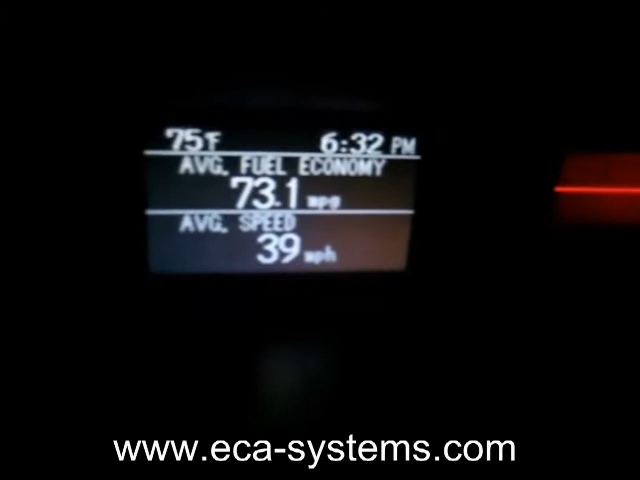 75°F 6:32 PM
AVG. FUEL ECONOMY
73.1 mpg
AVG. SPEED
39 mph
www.eca-systems.com